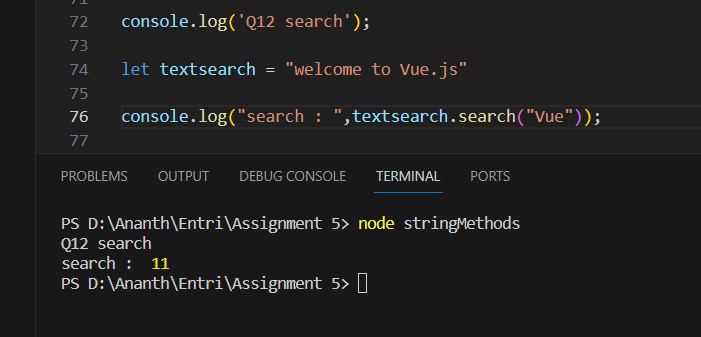 72 console.log('Q12 search');
73
74 let textsearch = "welcome to Vue.js"
75
76 console.log("search : ",textsearch.search("Vue"));
77
PROBLEMS OUTPUT DEBUG CONSOLE TERMINAL PORTS
PS D:\Ananth\Entri\Assignment 5> node stringMethods
Q12 search
search :  11
PS D:\Ananth\Entri\Assignment 5>